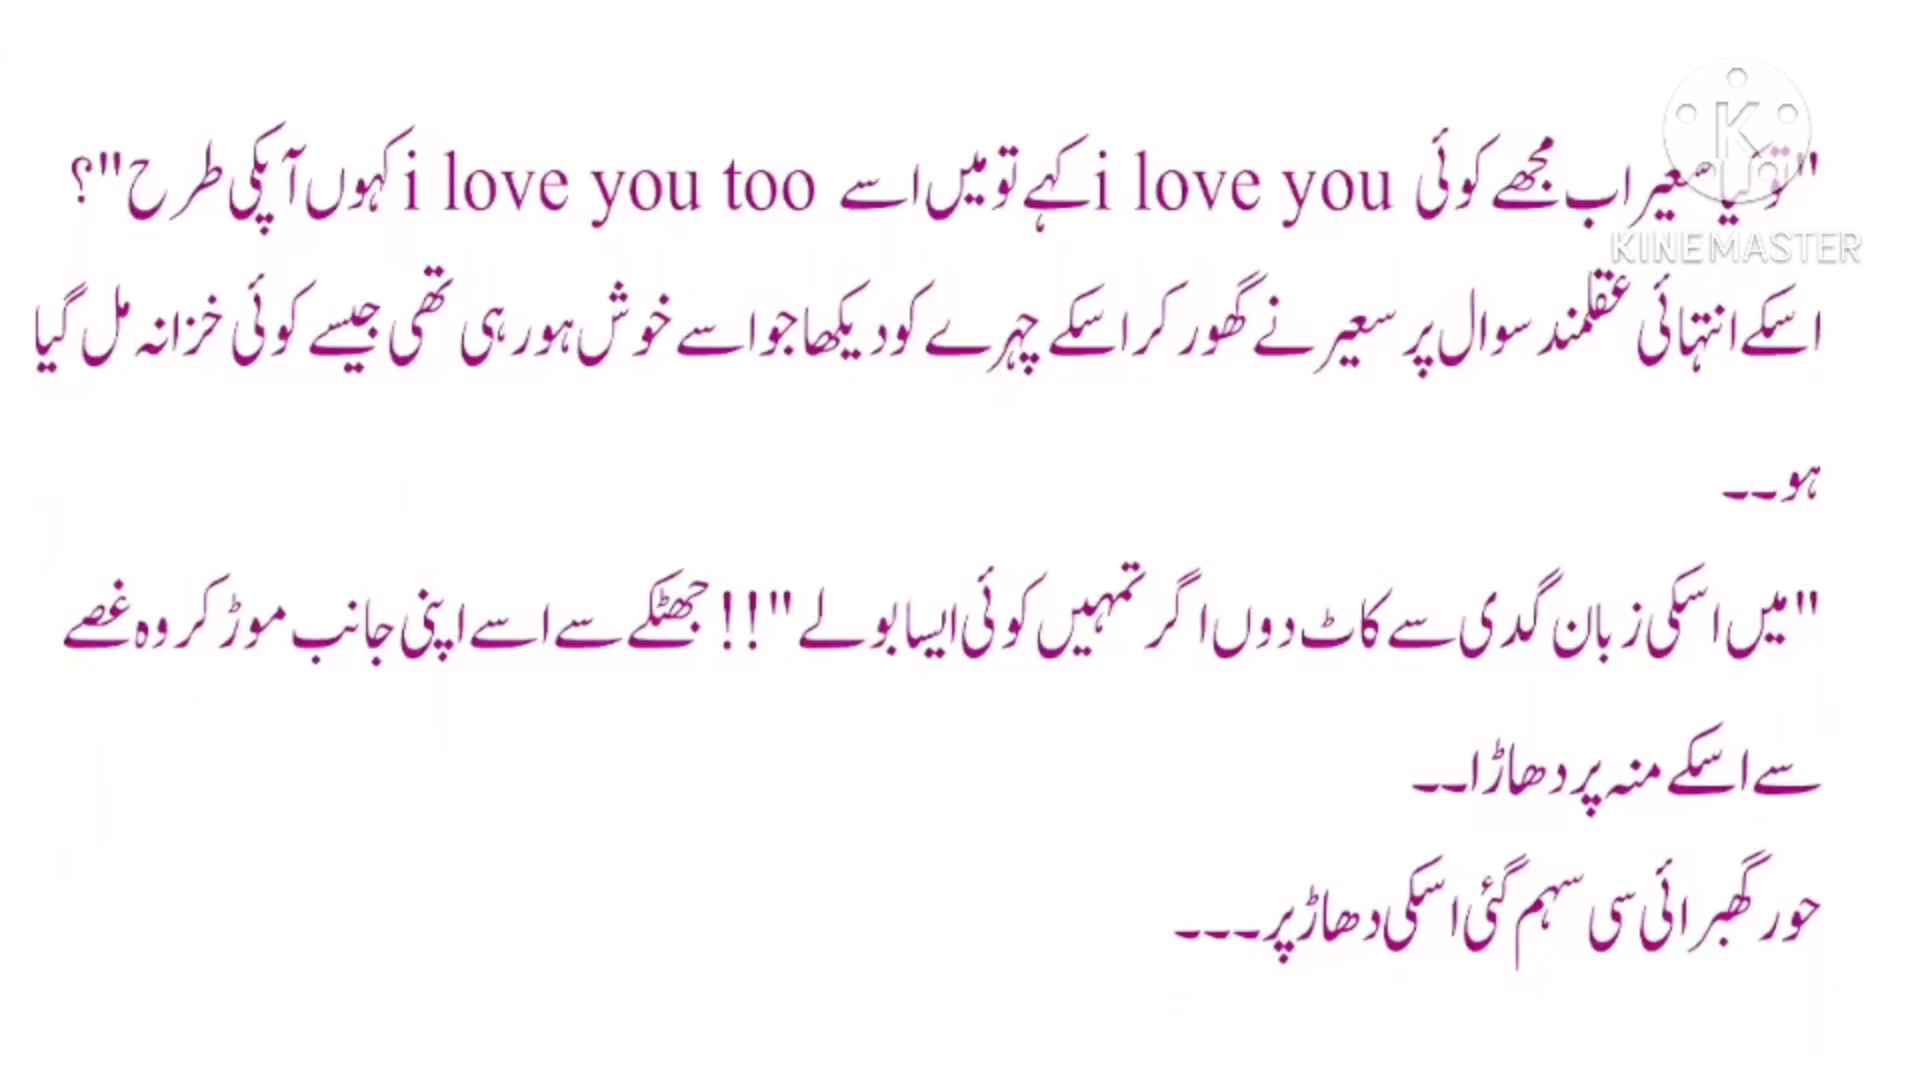 "تو کیا سعیر اب مجھے کوئی i love you کہے تو میں اسے i love you too کہوں آپکی طرح"؟
KINEMASTER
اسکے انتہائی عقلمند سوال پر سعیر نے گھور کر اسکے چہرے کو دیکھا جو اسے خوش ہو رہی تھی جیسے کوئی خزانہ مل گیا
ہو۔۔
"میں اسکی زبان گدی سے کاٹ دوں اگر تمہیں کوئی ایسا بولے"!! جھٹکے سے اسے اپنی جانب موڑ کر وہ غصے
سے اسکے منہ پر دھاڑا۔۔
حور گھبرائی سی سہم گئی اسکی دھاڑ پر۔۔۔